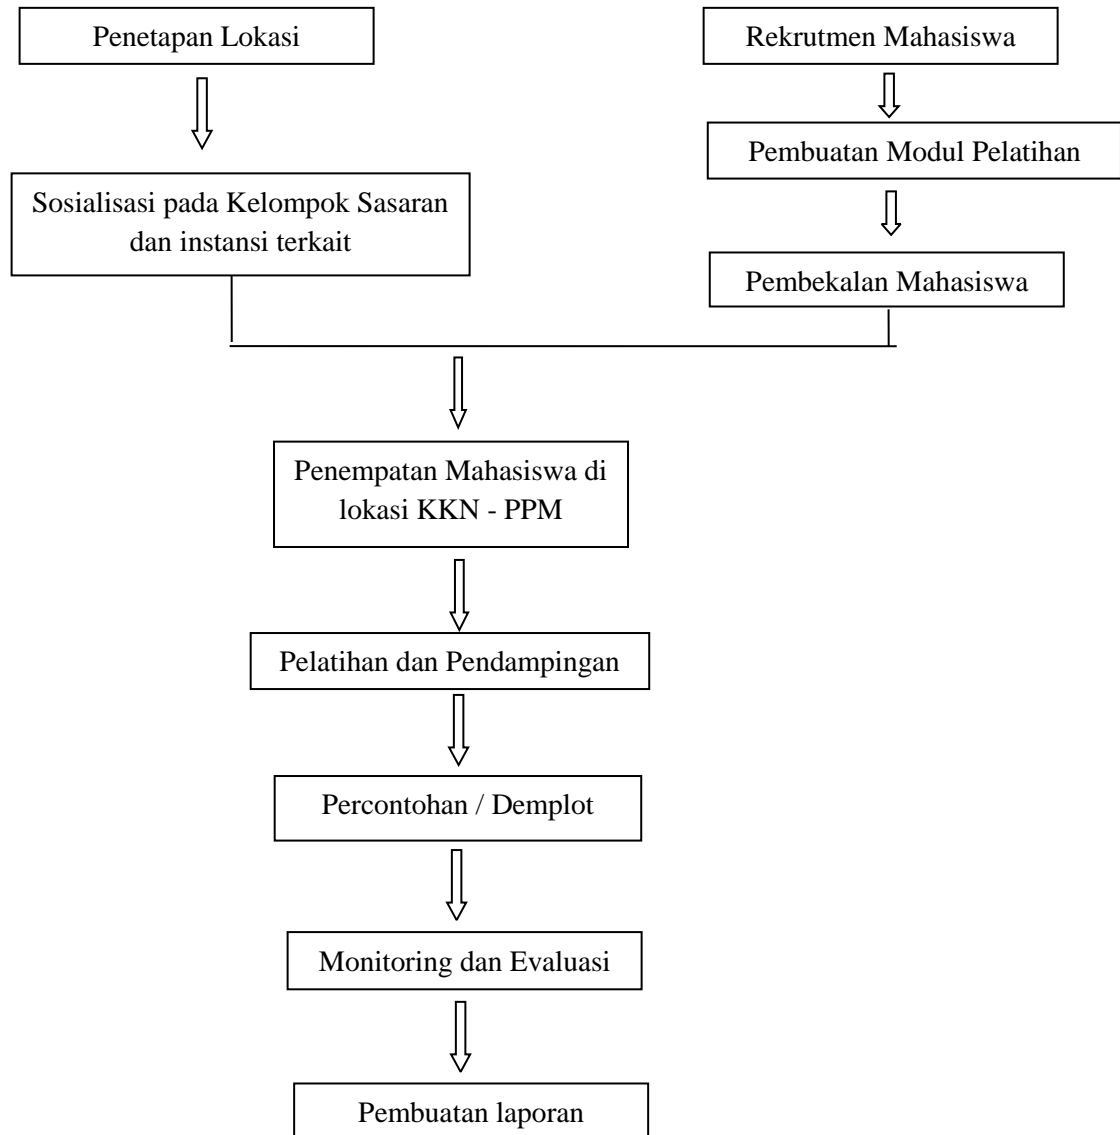 Penetapan Lokasi
Rekrutmen Mahasiswa
Pembuatan Modul Pelatihan
Sosialisasi pada Kelompok Sasaran
dan instansi terkait
Pembekalan Mahasiswa
Penempatan Mahasiswa di
lokasi KKN - PPM
Pelatihan dan Pendampingan
Percontohan / Demplot
Monitoring dan Evaluasi
Pembuatan laporan